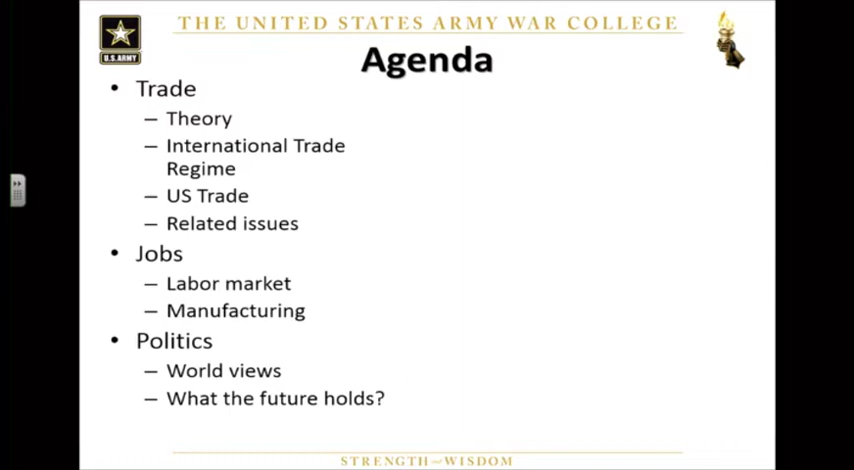 THE UNITED STATES ARMY WAR COLLEGE
U.S.ARMY
Agenda
• Trade
– Theory
– International Trade
Regime
– US Trade
– Related issues
• Jobs
– Labor market
– Manufacturing
• Politics
– World views
– What the future holds?
STRENGTH and WISDOM